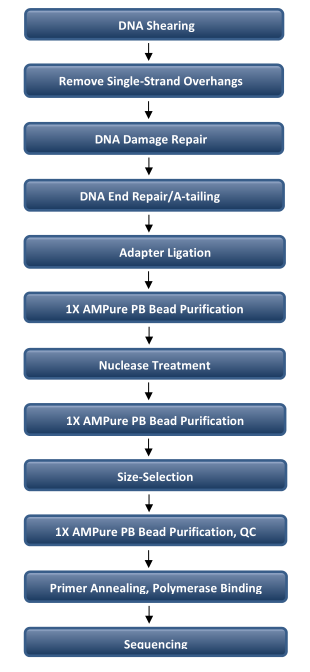 DNA Shearing
Remove Single-Strand Overhangs
DNA Damage Repair
DNA End Repair/A-tailing
Adapter Ligation
1X AMPure PB Bead Purification
Nuclease Treatment
1X AMPure PB Bead Purification
Size-Selection
1X AMPure PB Bead Purification, QC
Primer Annealing, Polymerase Binding
Sequencing